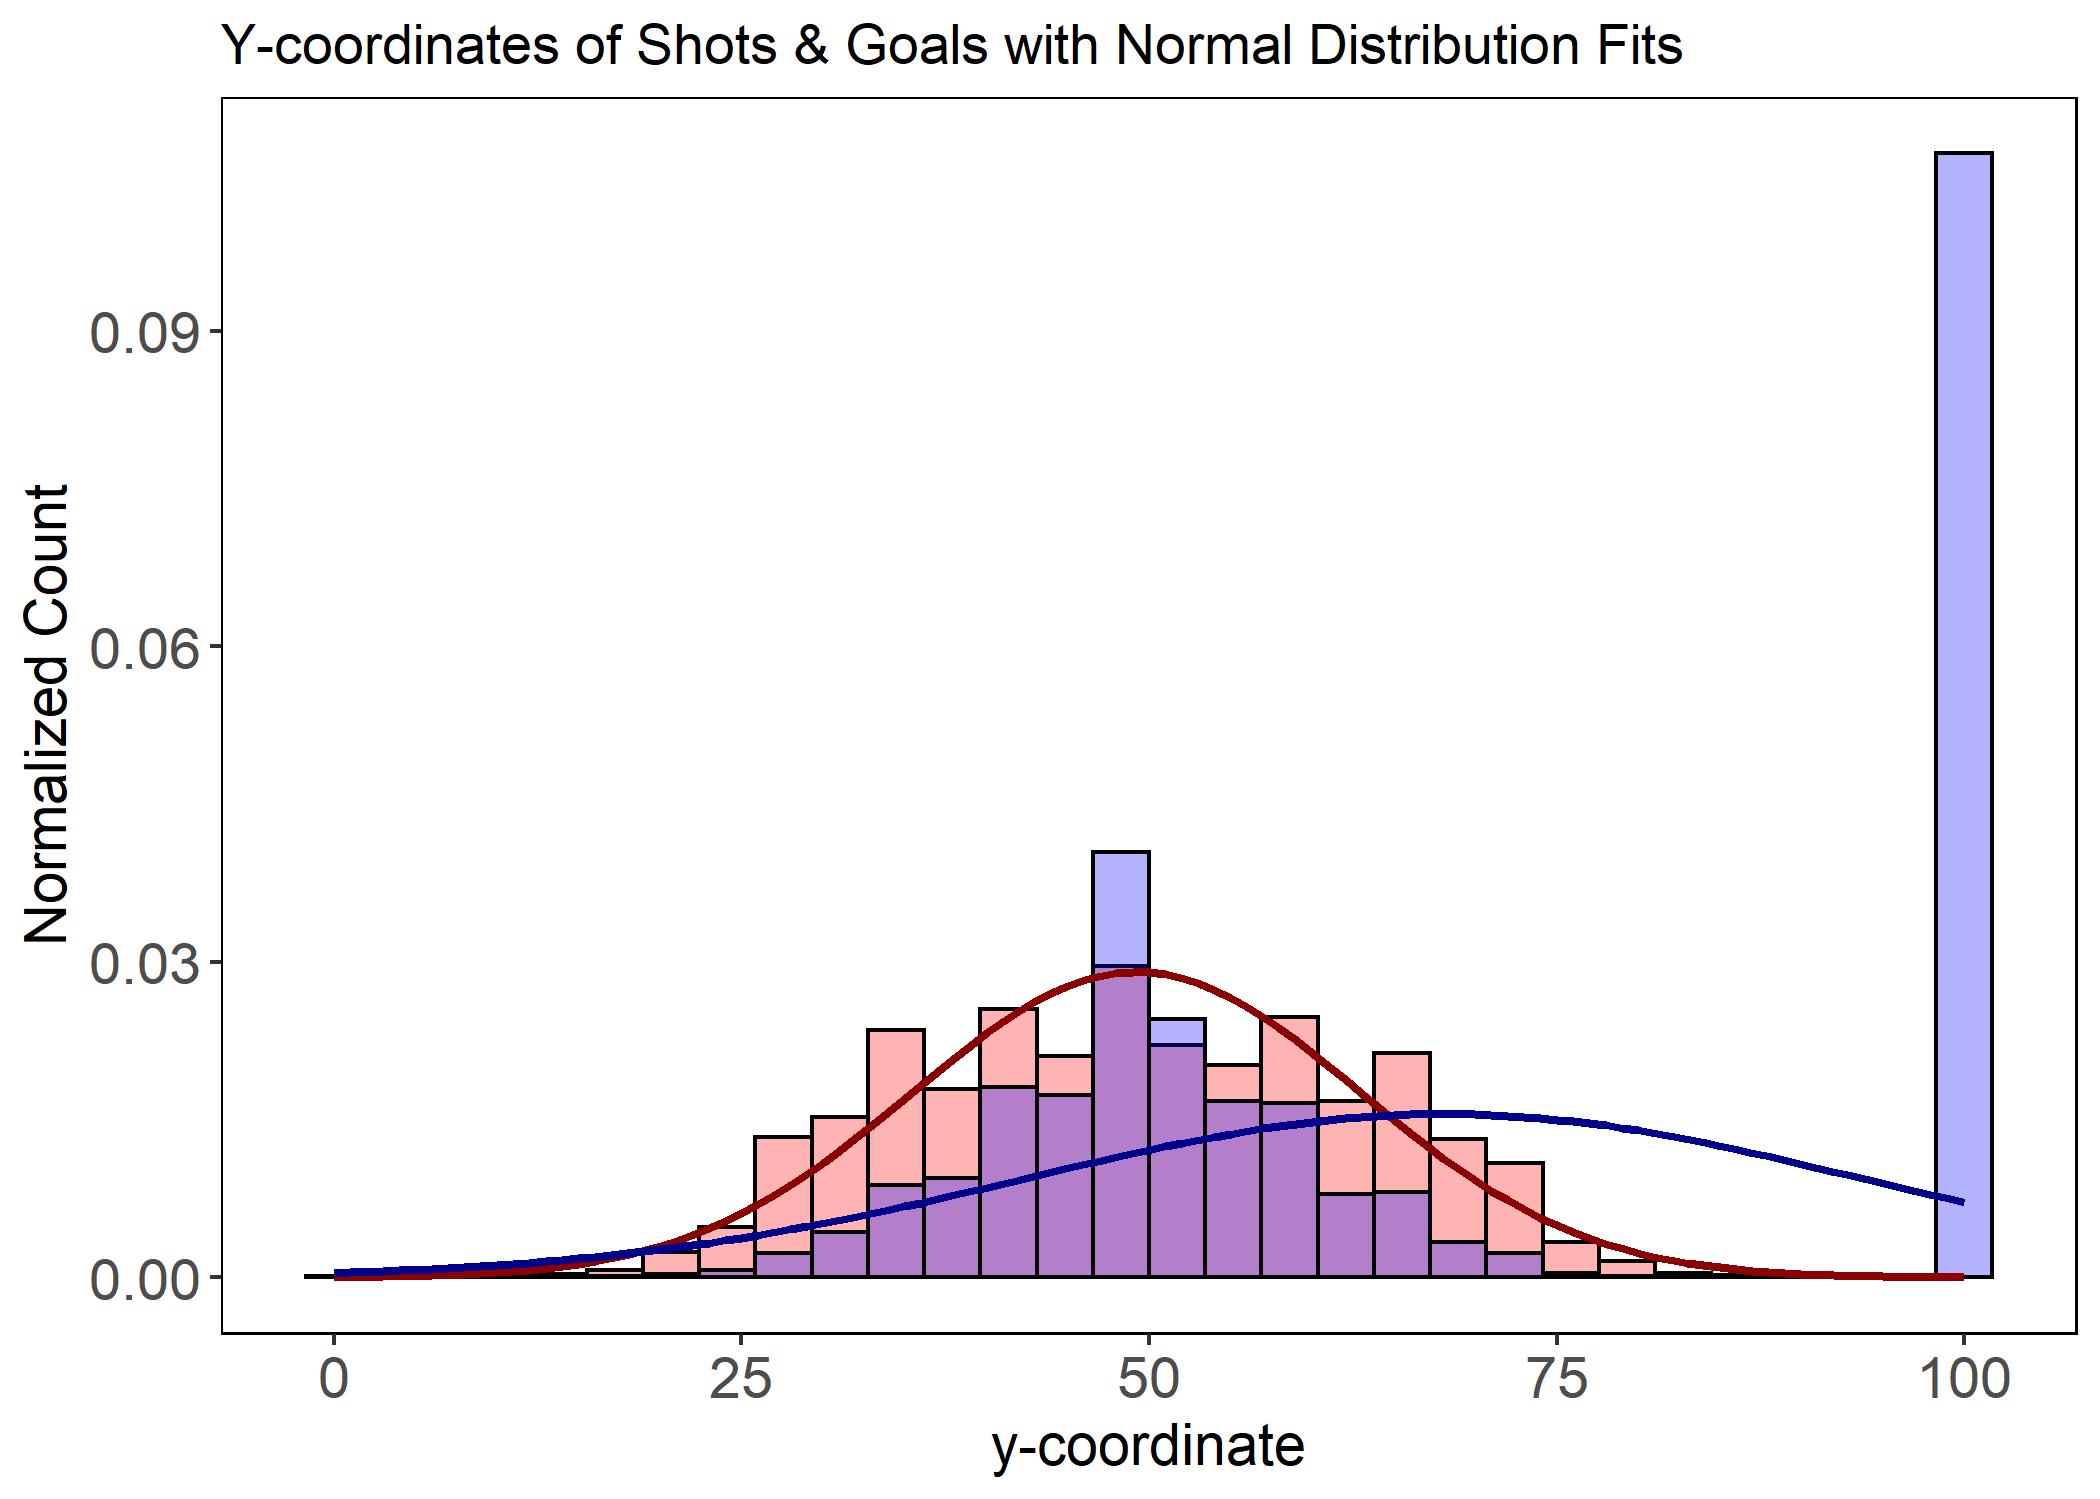 Y-coordinates of Shots & Goals with Normal Distribution Fits
Normalized Count
0.09
0.06
0.03
0.00
0 25 50 75 100
y-coordinate